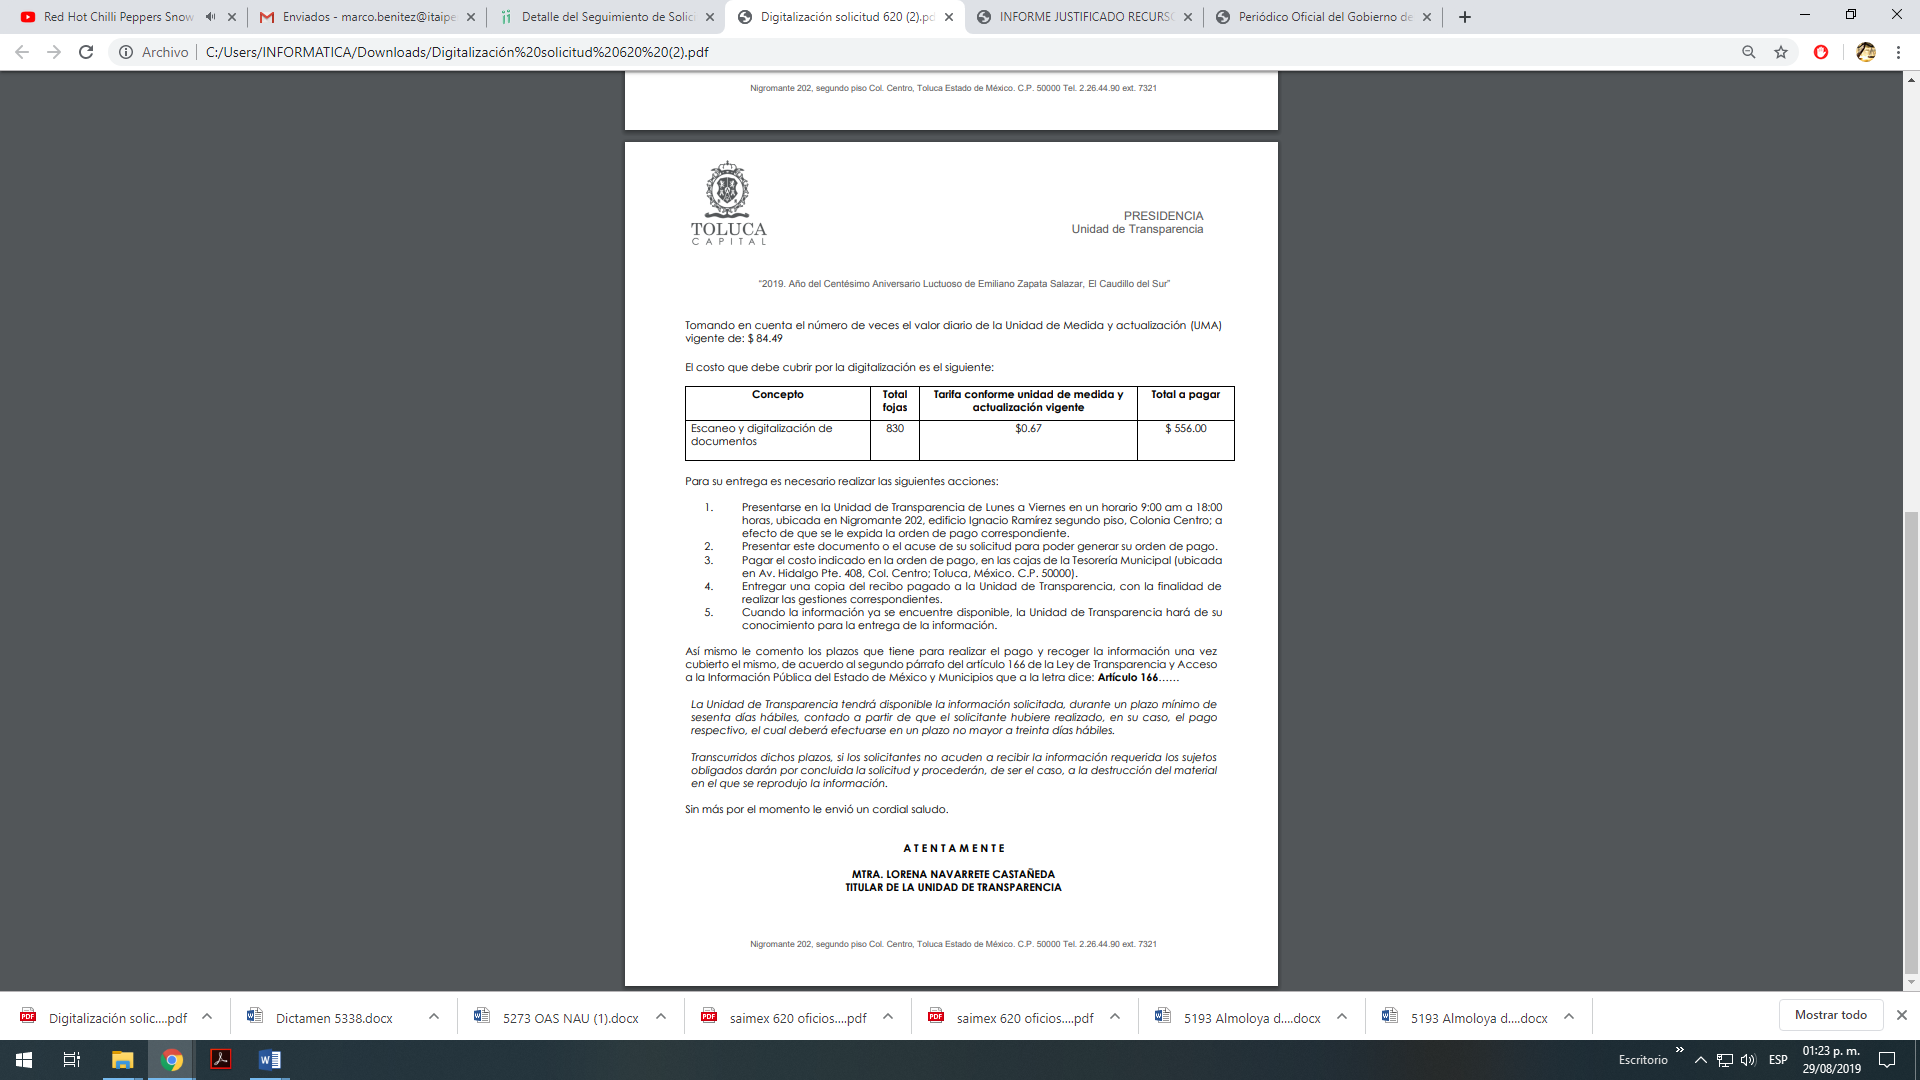 Red Hot Chilli Peppers Snow
Enviados - marco.benitez@itaipe
Detalle del Seguimiento de Solici
Digitalización solicitud 620 (2).pd
INFORME JUSTIFICADO RECURSO
Periódico Oficial del Gobierno de
Archivo
C:/Users/INFORMATICA/Downloads/Digitalización%20solicitud%20620%20(2).pdf
Nigromante 202, segundo piso Col. Centro, Toluca Estado de México. C.P. 50000 Tel. 2.26.44.90 ext. 7321
TOLUCA
CAPITAL
PRESIDENCIA
Unidad de Transparencia
"2019. Año del Centésimo Aniversario Luctuoso de Emiliano Zapata Salazar, El Caudillo del Sur"
Tomando en cuenta el número de veces el valor diario de la Unidad de Medida y actualización (UMA)
vigente de: $ 84.49
El costo que debe cubrir por la digitalización es el siguiente:
Concepto
Total fojas
Tarifa conforme unidad de medida y actualización vigente
Total a pagar
Escaneo y digitalización de documentos
830
$0.67
$ 556.00
Para su entrega es necesario realizar las siguientes acciones:
1. Presentarse en la Unidad de Transparencia de Lunes a Viernes en un horario 9:00 am a 18:00
horas, ubicada en Nigromante 202, edificio Ignacio Ramírez segundo piso, Colonia Centro; a
efecto de que se le expida la orden de pago correspondiente.
2. Presentar este documento o el acuse de su solicitud para poder generar su orden de pago.
3. Pagar el costo indicado en la orden de pago, en las cajas de la Tesorería Municipal (ubicada
en Av. Hidalgo Pte. 408, Col. Centro; Toluca, México. C.P. 50000).
4. Entregar una copia del recibo pagado a la Unidad de Transparencia, con la finalidad de
realizar las gestiones correspondientes.
5. Cuando la información ya se encuentre disponible, la Unidad de Transparencia hará de su
conocimiento para la entrega de la información.
Así mismo le comento los plazos que tiene para realizar el pago y recoger la información una vez
cubierto el mismo, de acuerdo al segundo párrafo del artículo 166 de la Ley de Transparencia y Acceso
a la Información Pública del Estado de México y Municipios que a la letra dice: Artículo 166......
La Unidad de Transparencia tendrá disponible la información solicitada, durante un plazo mínimo de
sesenta días hábiles, contado a partir de que el solicitante hubiere realizado, en su caso, el pago
respectivo, el cual deberá efectuarse en un plazo no mayor a treinta días hábiles.
Transcurridos dichos plazos, si los solicitantes no acuden a recibir la información requerida los sujetos
obligados darán por concluida la solicitud y procederán, de ser el caso, a la destrucción del material
en el que se reprodujo la información.
Sin más por el momento le envió un cordial saludo.
A T E N T A M E N T E
MTRA. LORENA NAVARRETE CASTAÑEDA
TITULAR DE LA UNIDAD DE TRANSPARENCIA
Nigromante 202, segundo piso Col. Centro, Toluca Estado de México. C.P. 50000 Tel. 2.26.44.90 ext. 7321
Digitalización solic....pdf
Dictamen 5338.docx
5273 OAS NAU (1).docx
saimex 620 oficios....pdf
saimex 620 oficios....pdf
5193 Almoloya d....docx
5193 Almoloya d....docx
Mostrar todo
Escritorio
ESP
01:23 p. m.
29/08/2019